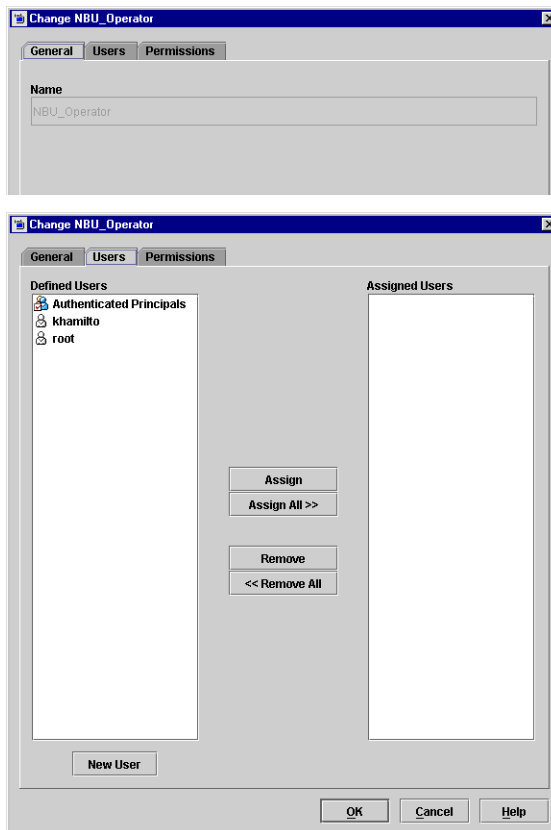 Change NBU_Operator
General Users Permissions
Name
NBU_Operator
Change NBU_Operator
General Users Permissions
Defined Users Assigned Users
Authenticated Principals
khamilto
root
Assign
Assign All >>
Remove
<< Remove All
New User
OK Cancel Help